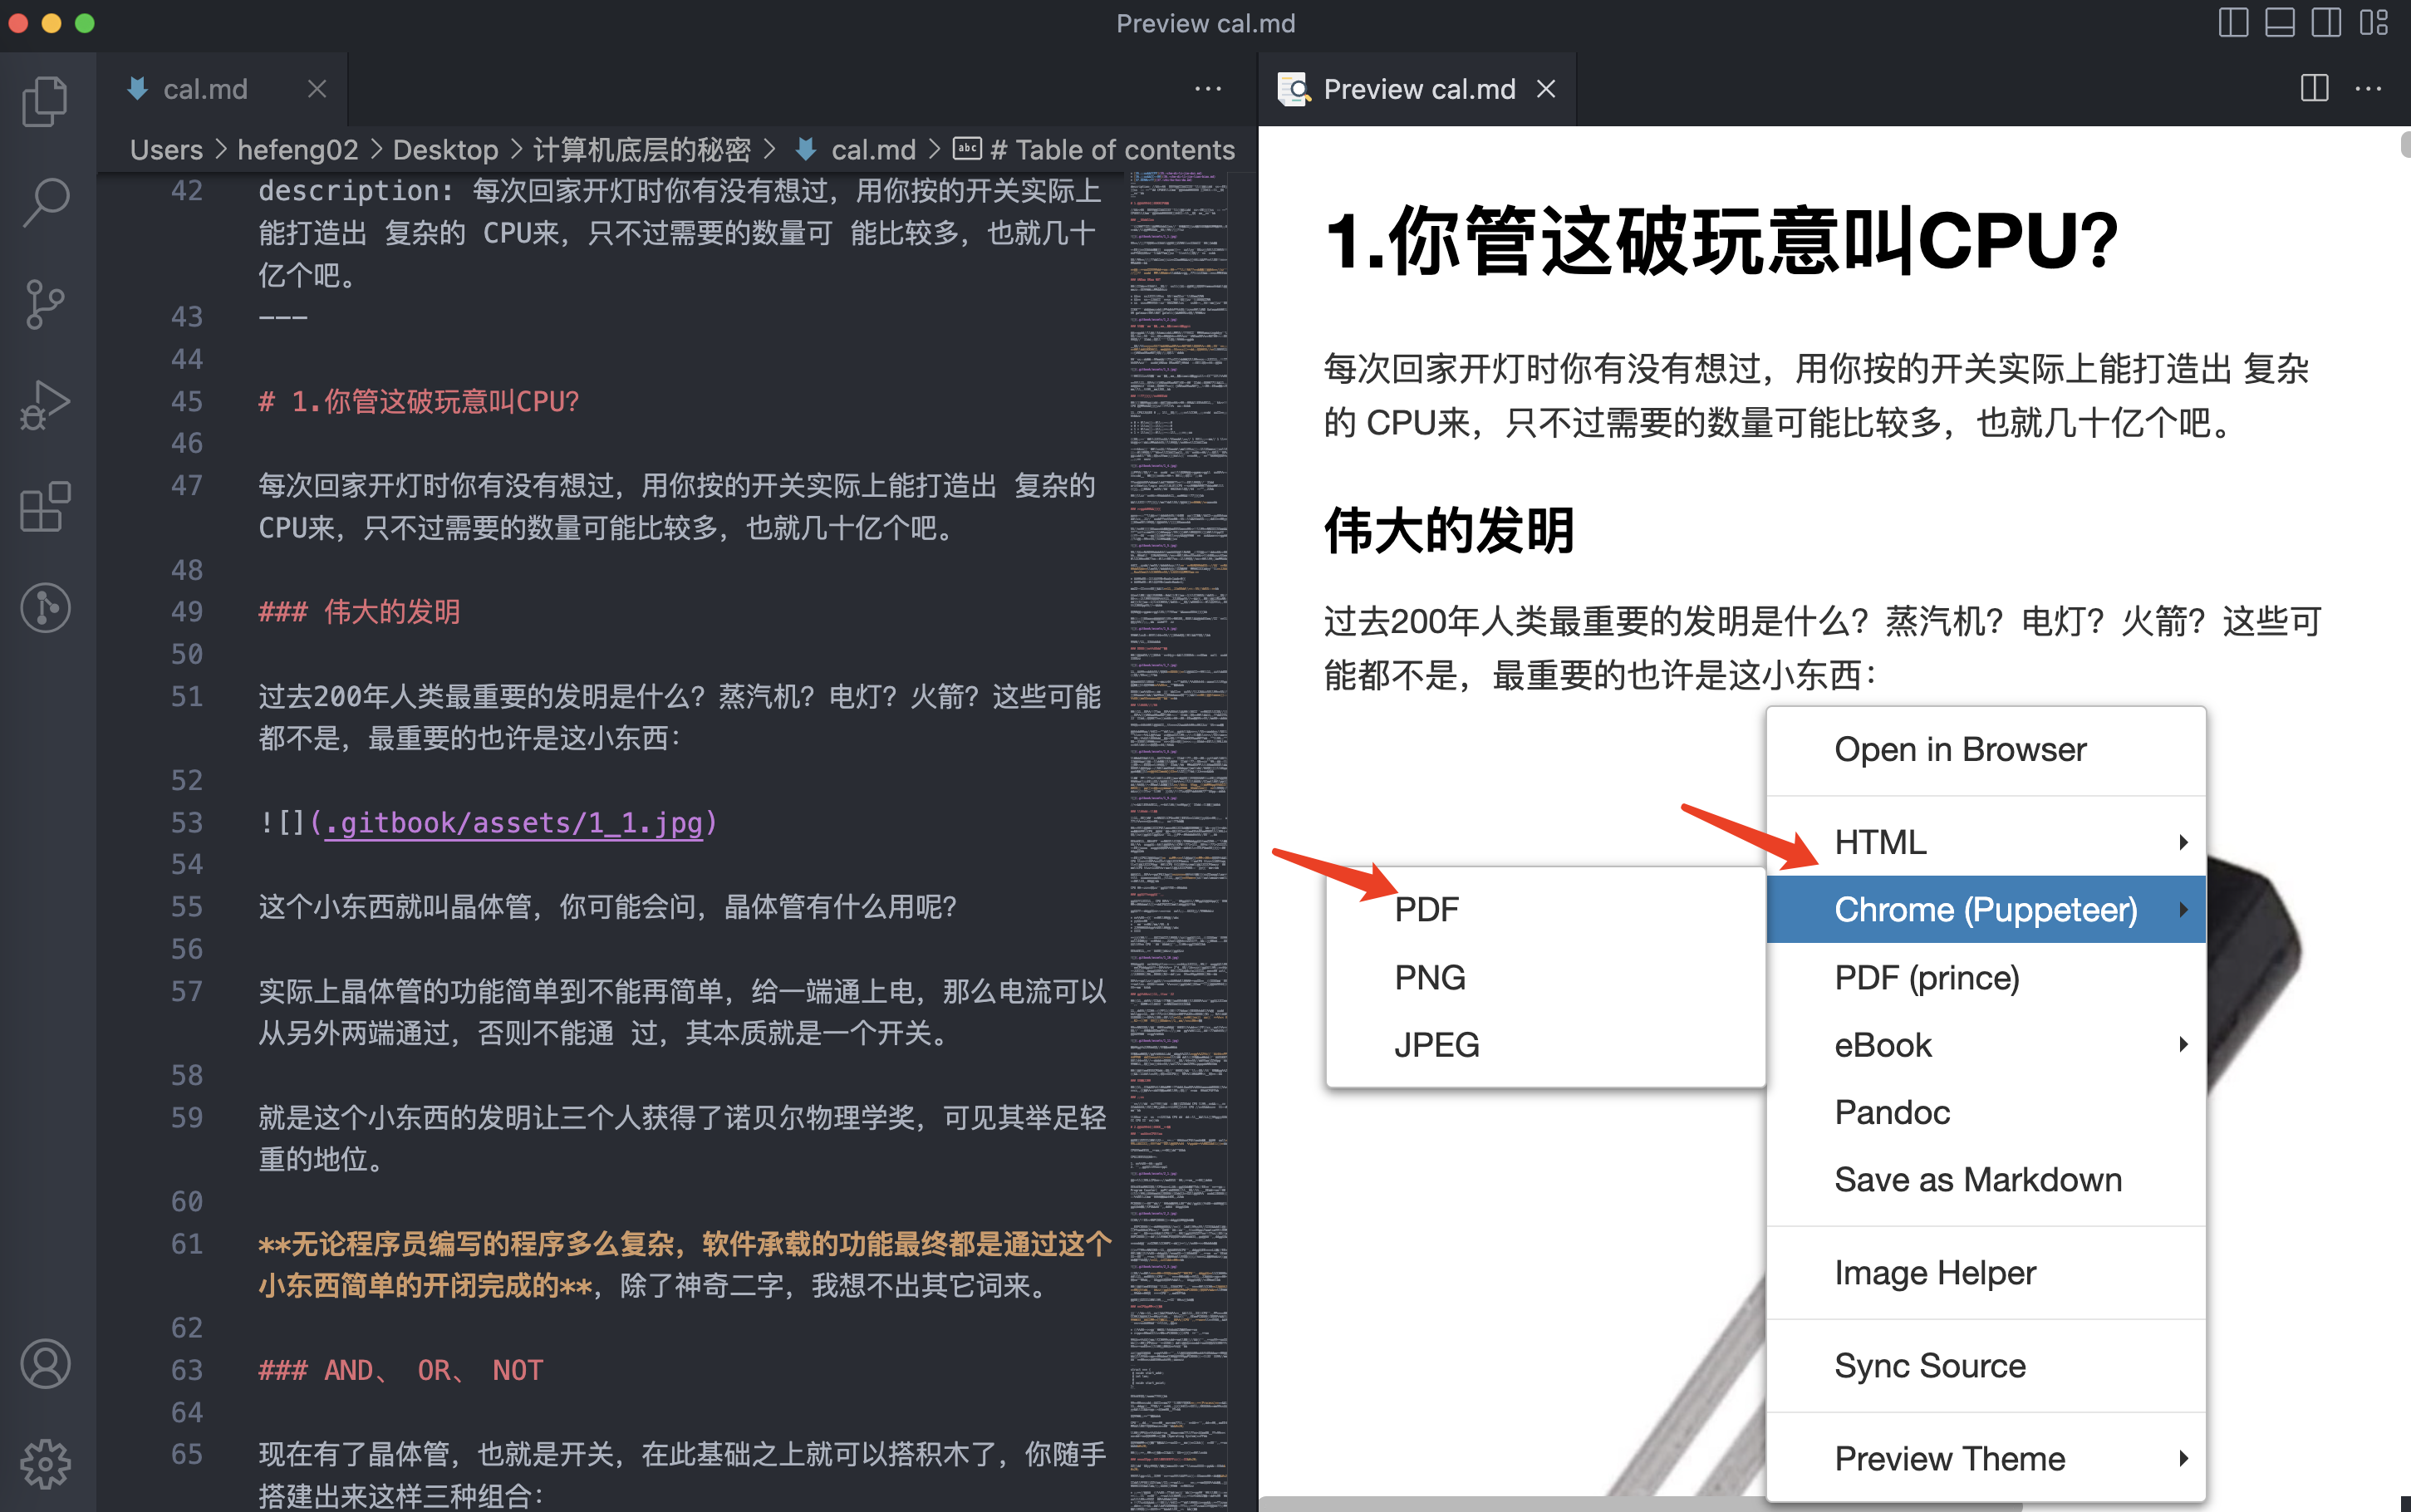 Preview cal.md
cal.md
Users > hefeng02 > Desktop > 计算机底层的秘密 > cal.md > # Table of contents
42 description: 每次回家开灯时你有没有想过，用你按的开关实际上
能打造出 复杂的 CPU来，只不过需要的数量可 能比较多，也就几十
亿个吧。
43 ---
44
45 # 1.你管这破玩意叫CPU？
46
47 每次回家开灯时你有没有想过，用你按的开关实际上能打造出 复杂的
CPU来，只不过需要的数量可能比较多，也就几十亿个吧。
48
49 ### 伟大的发明
50
51 过去200年人类最重要的发明是什么？蒸汽机？电灯？火箭？这些可能
都不是，最重要的也许是这小东西：
52
53 ![](.gitbook/assets/1_1.jpg)
54
55 这个小东西就叫晶体管，你可能会问，晶体管有什么用呢？
56
57 实际上晶体管的功能简单到不能再简单，给一端通上电，那么电流可以
从另外两端通过，否则不能通 过，其本质就是一个开关。
58
59 就是这个小东西的发明让三个人获得了诺贝尔物理学奖，可见其举足轻
重的地位。
60
61 **无论程序员编写的程序多么复杂，软件承载的功能最终都是通过这个
小东西简单的开闭完成的**，除了神奇二字，我想不出其它词来。
62
63 ### AND、 OR、 NOT
64
65 现在有了晶体管，也就是开关，在此基础之上就可以搭积木了，你随手
搭建出来这样三种组合：
Preview cal.md
1.你管这破玩意叫CPU？
每次回家开灯时你有没有想过，用你按的开关实际上能打造出 复杂
的 CPU来，只不过需要的数量可能比较多，也就几十亿个吧。
伟大的发明
过去200年人类最重要的发明是什么？蒸汽机？电灯？火箭？这些可
能都不是，最重要的也许是这小东西：
Open in Browser
HTML
Chrome (Puppeteer)
PDF (prince)
eBook
Pandoc
Save as Markdown
Image Helper
Sync Source
Preview Theme
PDF
PNG
JPEG